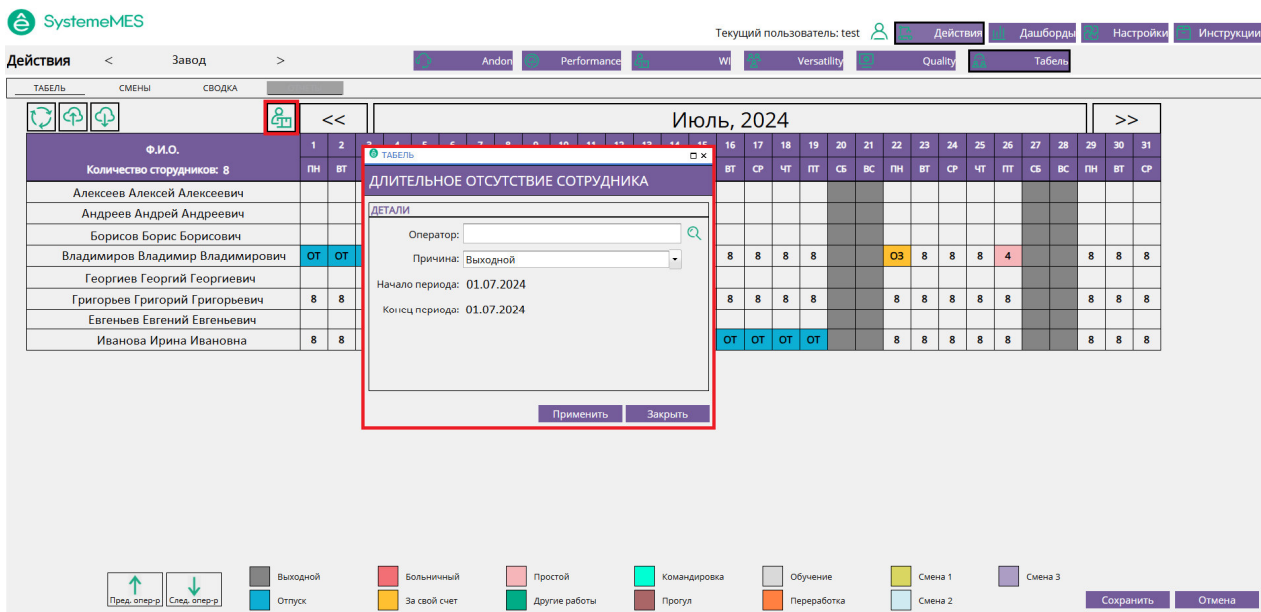 SystemeMES
Текущий пользователь: test Действия Дашборды Настройки Инструкции
Действия < Завод > Andon Performance WI Versatility Quality Табель
ТАБЕЛЬ СМЕНЫ СВОДКА
<< Июль, 2024 >>
Ф.И.О. 1 2 3 4 5 6 7 8 9 10 11 12 13 14 15 16 17 18 19 20 21 22 23 24 25 26 27 28 29 30 31
Количество сторудников: 8 ПН ВТ ВТ СР ЧТ ПТ СБ ВС ПН ВТ СР ЧТ ПТ СБ ВС ПН ВТ СР
Алексеев Алексей Алексеевич
Андреев Андрей Андреевич
Борисов Борис Борисович
Владимиров Владимир Владимирович ОТ ОТ 8 8 8 8 ОЗ 8 8 8 4 8 8 8
Георгиев Георгий Георгиевич
Григорьев Григорий Григорьевич 8 8 8 8 8 8 8 8 8 8 8 8 8 8
Евгеньев Евгений Евгеньевич
Иванова Ирина Ивановна 8 8 ОТ ОТ ОТ ОТ 8 8 8 8 8 8 8 8
ТАБЕЛЬ
ДЛИТЕЛЬНОЕ ОТСУТСТВИЕ СОТРУДНИКА
ДЕТАЛИ
Оператор:
Причина: Выходной
Начало периода: 01.07.2024
Конец периода: 01.07.2024
Применить Закрыть
Выходной Больничный Простой Командировка Обучение Смена 1 Смена 3
Пред. опер-р След. опер-р Отпуск За свой счет Другие работы Прогул Переработка Смена 2 Сохранить Отмена